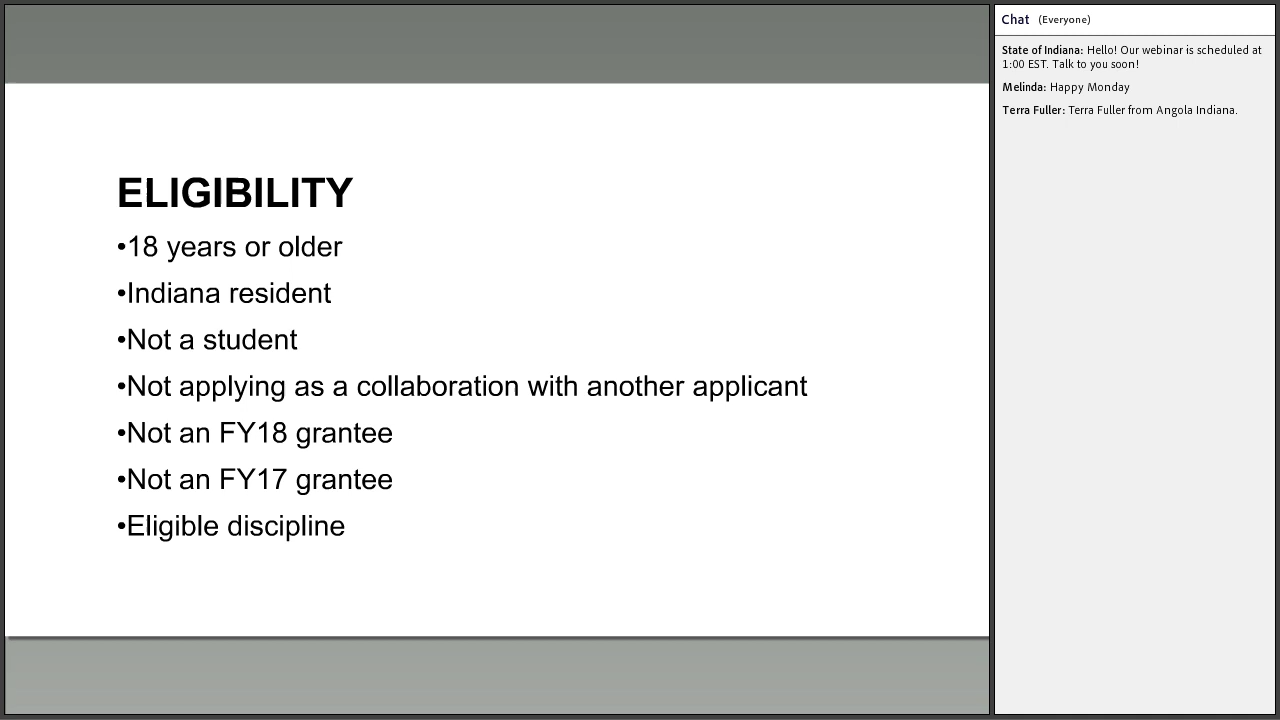 ELIGIBILITY
•18 years or older
•Indiana resident
•Not a student
•Not applying as a collaboration with another applicant
•Not an FY18 grantee
•Not an FY17 grantee
•Eligible discipline
Chat (Everyone)
State of Indiana: Hello! Our webinar is scheduled at
1:00 EST. Talk to you soon!
Melinda: Happy Monday
Terra Fuller: Terra Fuller from Angola Indiana.